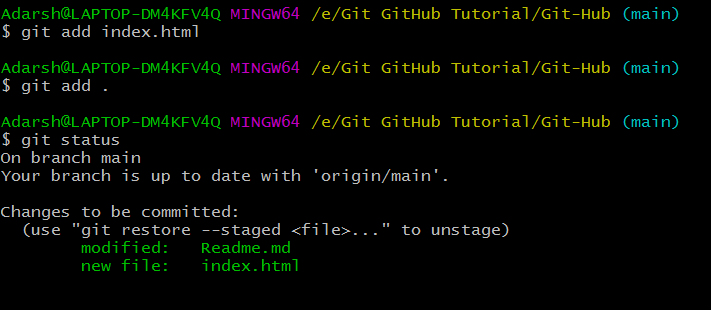 Adarsh@LAPTOP-DM4KFV4Q MINGW64 /e/Git GitHub Tutorial/Git-Hub (main)
$ git add index.html
Adarsh@LAPTOP-DM4KFV4Q MINGW64 /e/Git GitHub Tutorial/Git-Hub (main)
$ git add .
Adarsh@LAPTOP-DM4KFV4Q MINGW64 /e/Git GitHub Tutorial/Git-Hub (main)
$ git status
On branch main
Your branch is up to date with 'origin/main'.
Changes to be committed:
  (use "git restore --staged <file>..." to unstage)
        modified:   Readme.md
        new file:   index.html